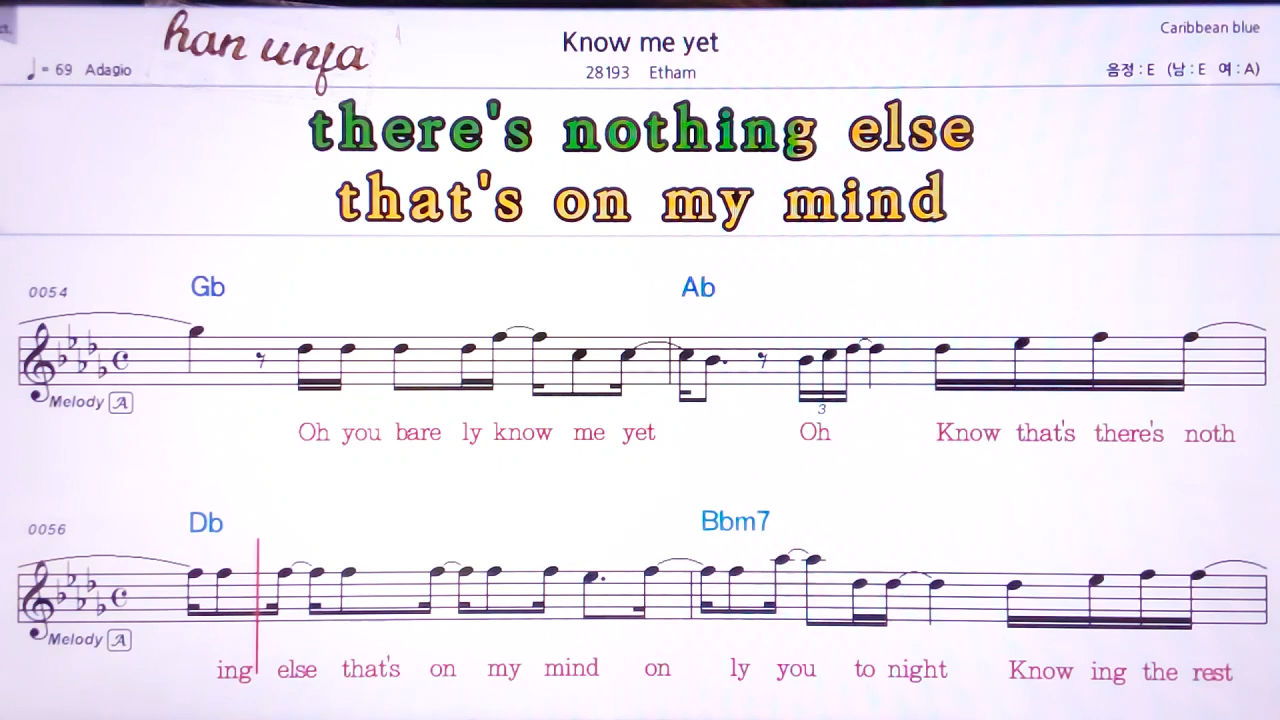 ct.
han unfa
Know me yet
Caribbean blue
♩= 69 Adagio
28193 Etham
음정 : E (남 : E 여 : A)
there's nothing else
that's on my mind
0054
Gb
Ab
Melody A
3
Oh you bare ly know me yet Oh Know that's there's noth
0056
Db
Bbm7
Melody A
ing else that's on my mind on ly you to night Know ing the rest